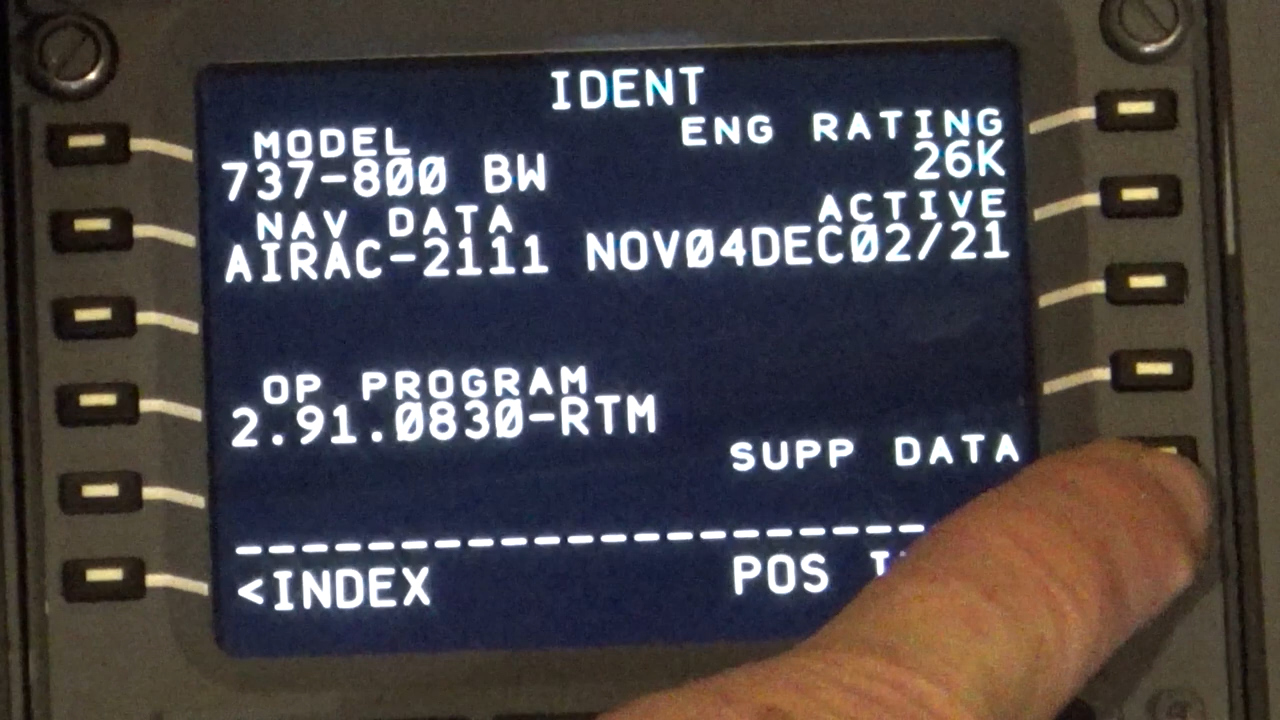 IDENT
MODEL ENG RATING
737-800 BW 26K
NAV DATA ACTIVE
AIRAC-2111 NOV04DEC02/21
OP PROGRAM
2.91.0830-RTM
SUPP DATA
------------------------
<INDEX POS